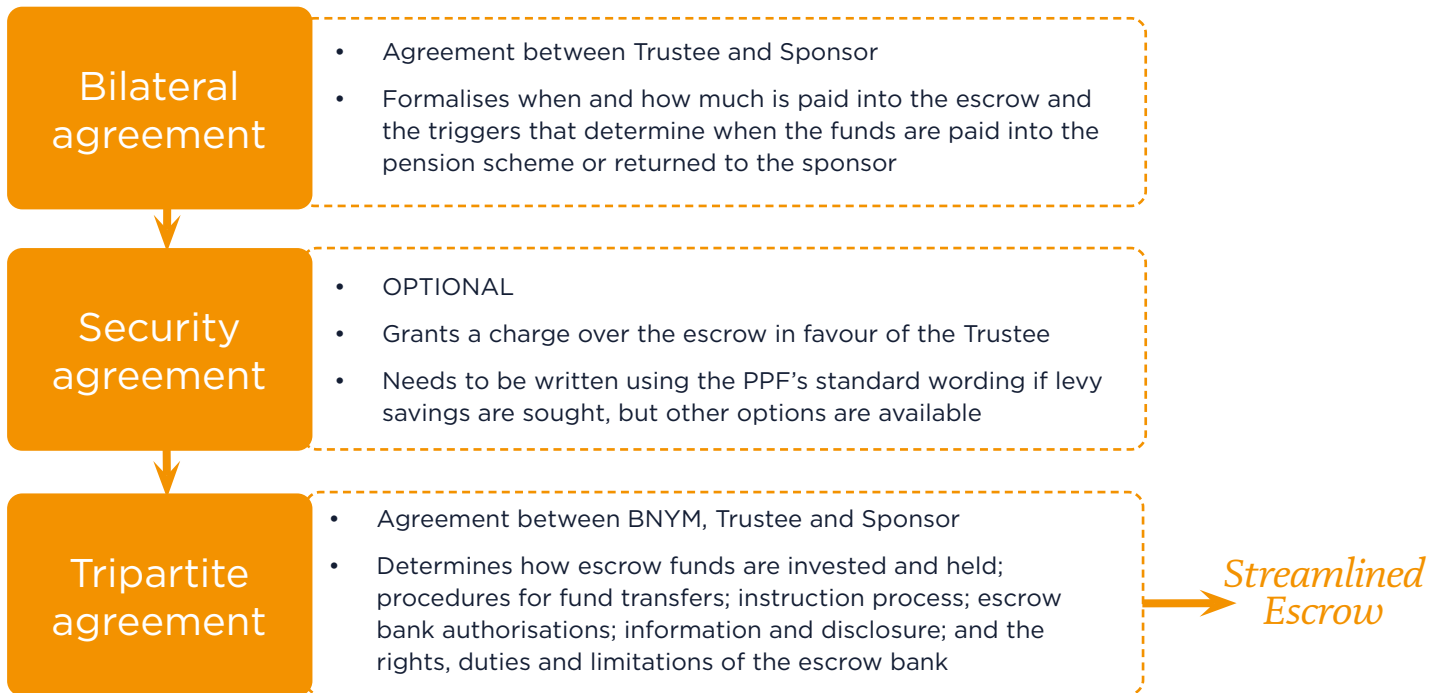 Bilateral
agreement
• Agreement between Trustee and Sponsor
• Formalises when and how much is paid into the escrow and
the triggers that determine when the funds are paid into the
pension scheme or returned to the sponsor
Security
agreement
• OPTIONAL
• Grants a charge over the escrow in favour of the Trustee
• Needs to be written using the PPF's standard wording if levy
savings are sought, but other options are available
Tripartite
agreement
• Agreement between BNYM, Trustee and Sponsor
• Determines how escrow funds are invested and held;
procedures for fund transfers; instruction process; escrow
bank authorisations; information and disclosure; and the
rights, duties and limitations of the escrow bank
Streamlined
Escrow